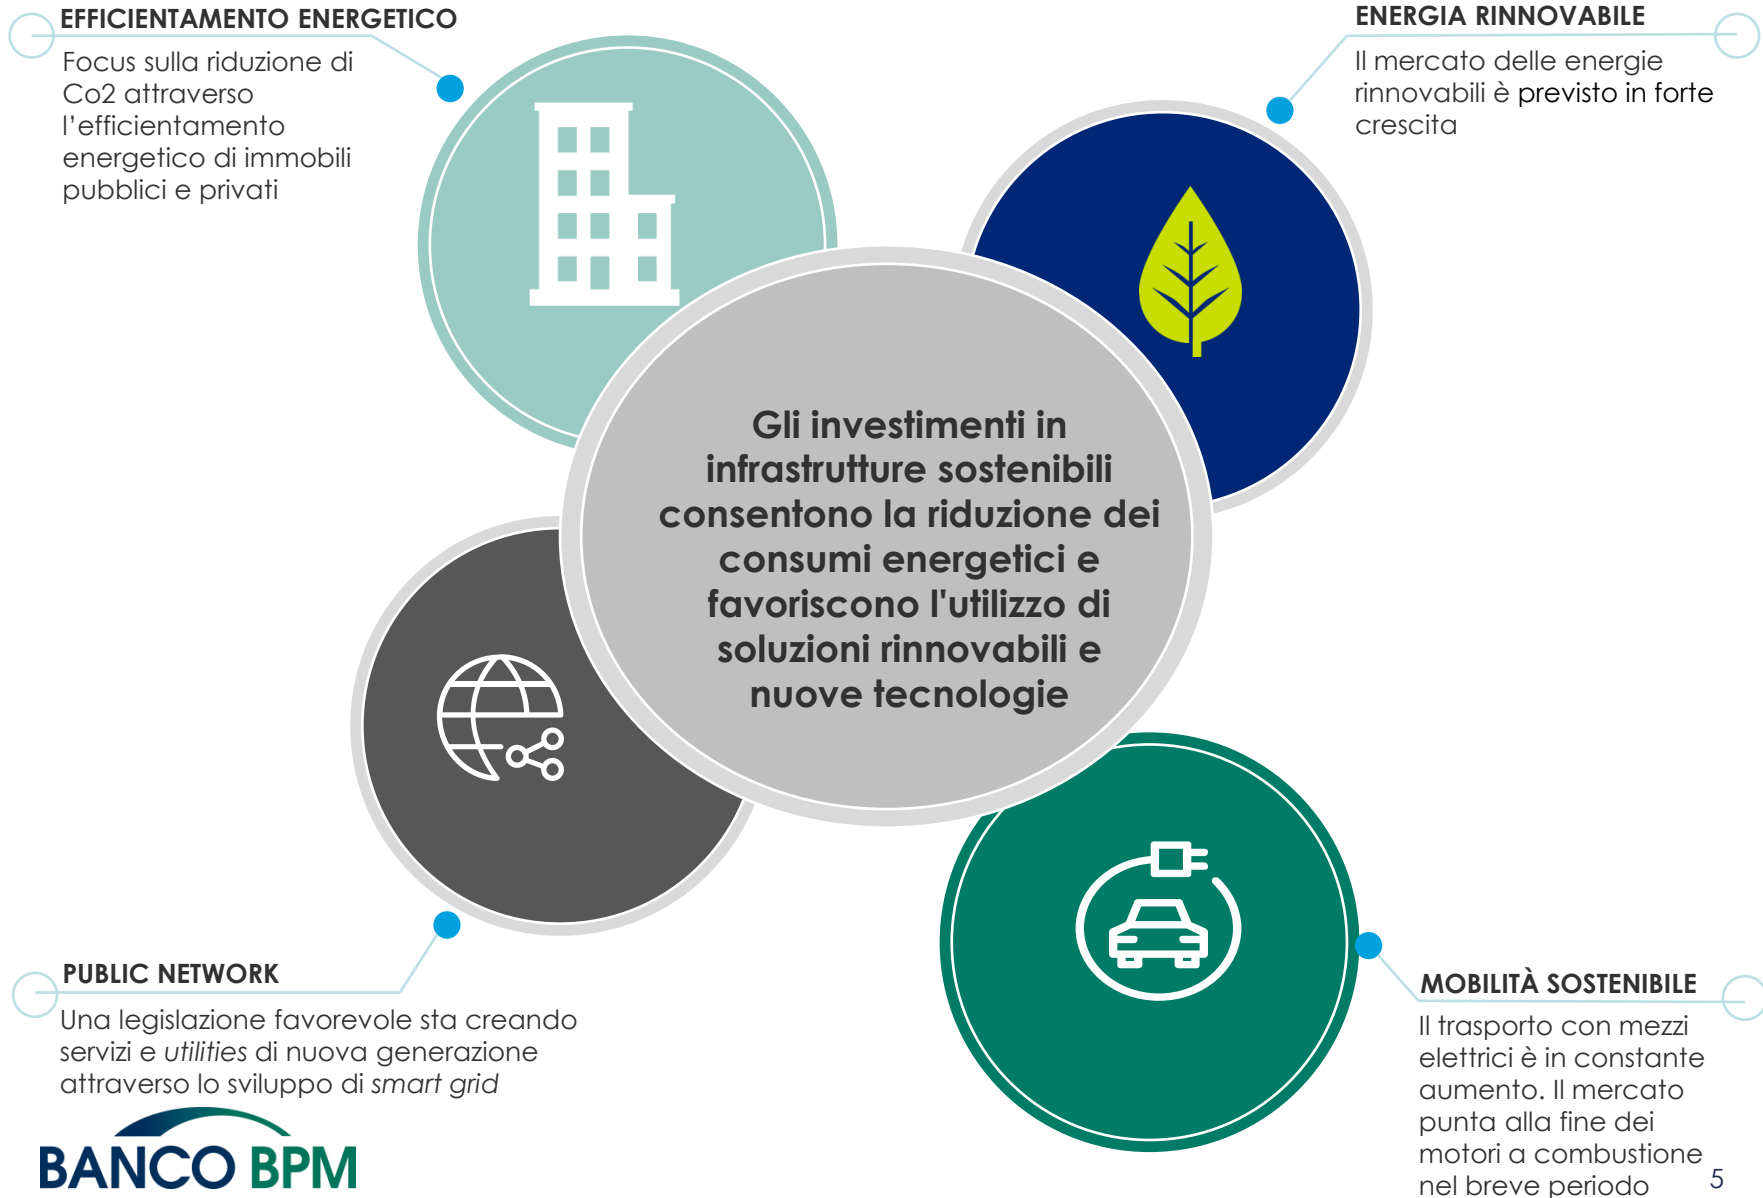 EFFICIENTAMENTO ENERGETICO
Focus sulla riduzione di
Co2 attraverso
l’efficientamento
energetico di immobili
pubblici e privati
ENERGIA RINNOVABILE
Il mercato delle energie
rinnovabili è previsto in forte
crescita
Gli investimenti in
infrastrutture sostenibili
consentono la riduzione dei
consumi energetici e
favoriscono l'utilizzo di
soluzioni rinnovabili e
nuove tecnologie
PUBLIC NETWORK
Una legislazione favorevole sta creando
servizi e utilities di nuova generazione
attraverso lo sviluppo di smart grid
MOBILITÀ SOSTENIBILE
Il trasporto con mezzi
elettrici è in constante
aumento. Il mercato
punta alla fine dei
motori a combustione
nel breve periodo
BANCO BPM
5